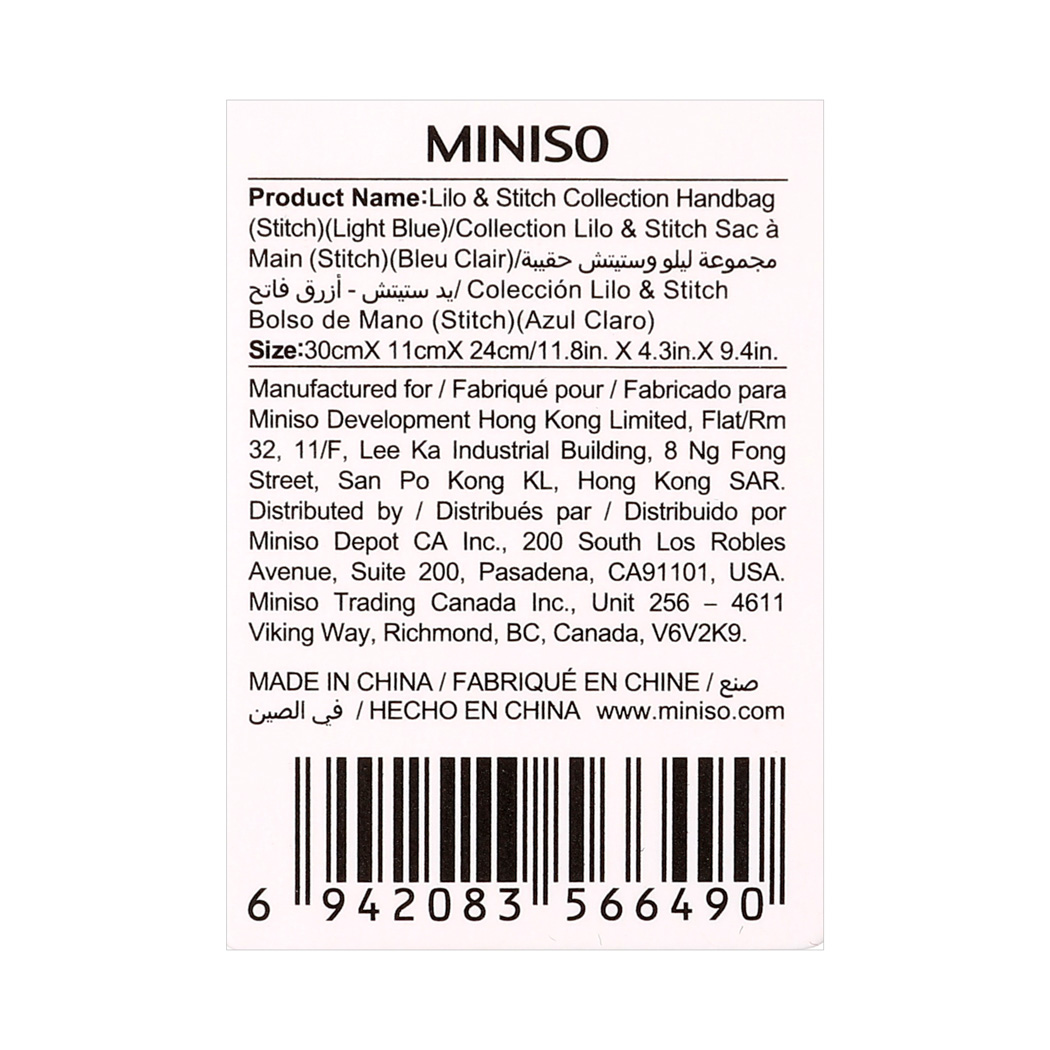 MINISO
Product Name:Lilo & Stitch Collection Handbag
(Stitch)(Light Blue)/Collection Lilo & Stitch Sac à
Main (Stitch)(Bleu Clair)/مجموعة ليلو وستيتش حقيبة
يد ستيتش - أزرق فاتح/ Colección Lilo & Stitch
Bolso de Mano (Stitch)(Azul Claro)
Size:30cmX 11cmX 24cm/11.8in. X 4.3in.X 9.4in.
Manufactured for / Fabriqué pour / Fabricado para
Miniso Development Hong Kong Limited, Flat/Rm
32, 11/F, Lee Ka Industrial Building, 8 Ng Fong
Street, San Po Kong KL, Hong Kong SAR.
Distributed by / Distribués par / Distribuido por
Miniso Depot CA Inc., 200 South Los Robles
Avenue, Suite 200, Pasadena, CA91101, USA.
Miniso Trading Canada Inc., Unit 256 – 4611
Viking Way, Richmond, BC, Canada, V6V2K9.
MADE IN CHINA / FABRIQUÉ EN CHINE / صنع
في الصين / HECHO EN CHINA www.miniso.com
6 942083 566490